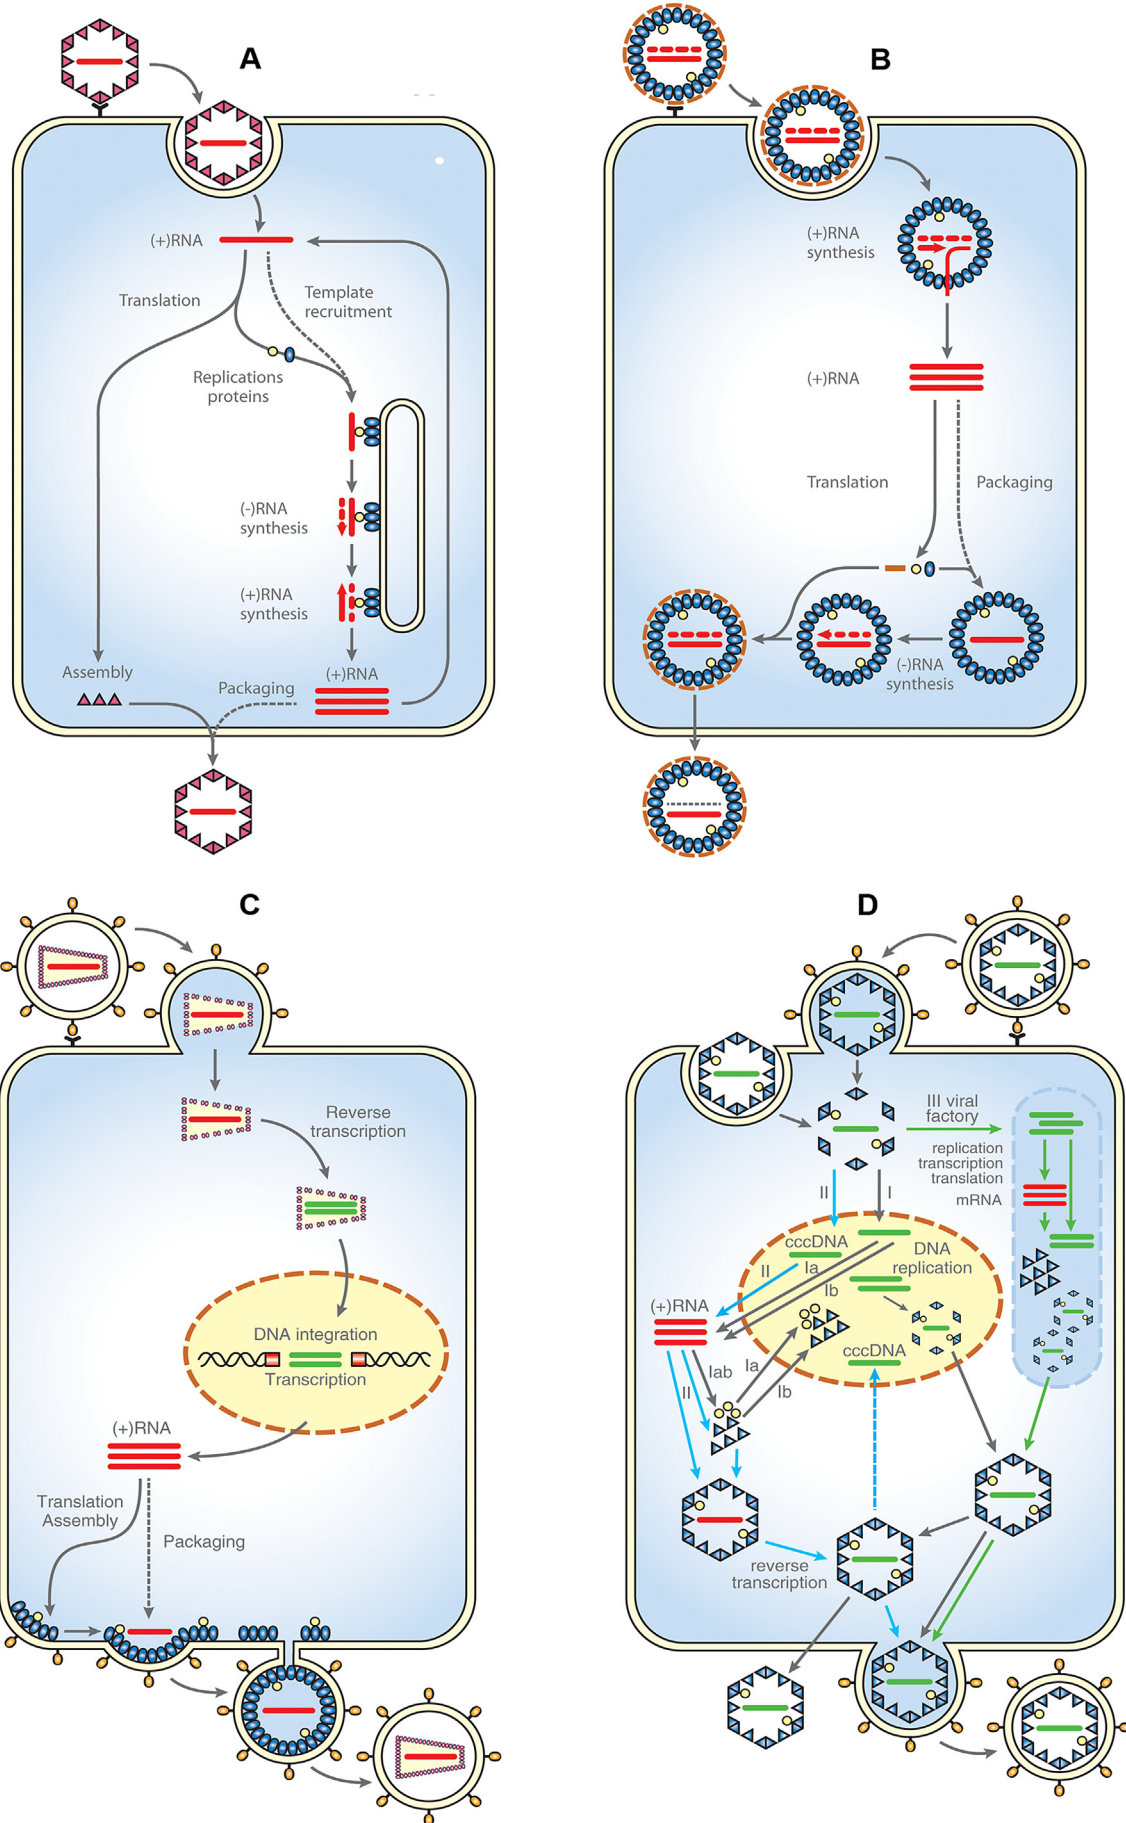 A
(+)RNA
Translation
Template
recruitment
Replications
proteins
(-)RNA
synthesis
(+)RNA
synthesis
Assembly
Packaging
(+)RNA
B
(+)RNA
synthesis
(+)RNA
Translation
Packaging
(-)RNA
synthesis
C
Reverse
transcription
DNA integration
Transcription
(+)RNA
Translation
Assembly
Packaging
D
III viral
factory
replication
transcription
translation
mRNA
II
I
cccDNA
DNA
replication
II
Ia
Ib
(+)RNA
cccDNA
Iab
Ia
II
Ib
reverse
transcription